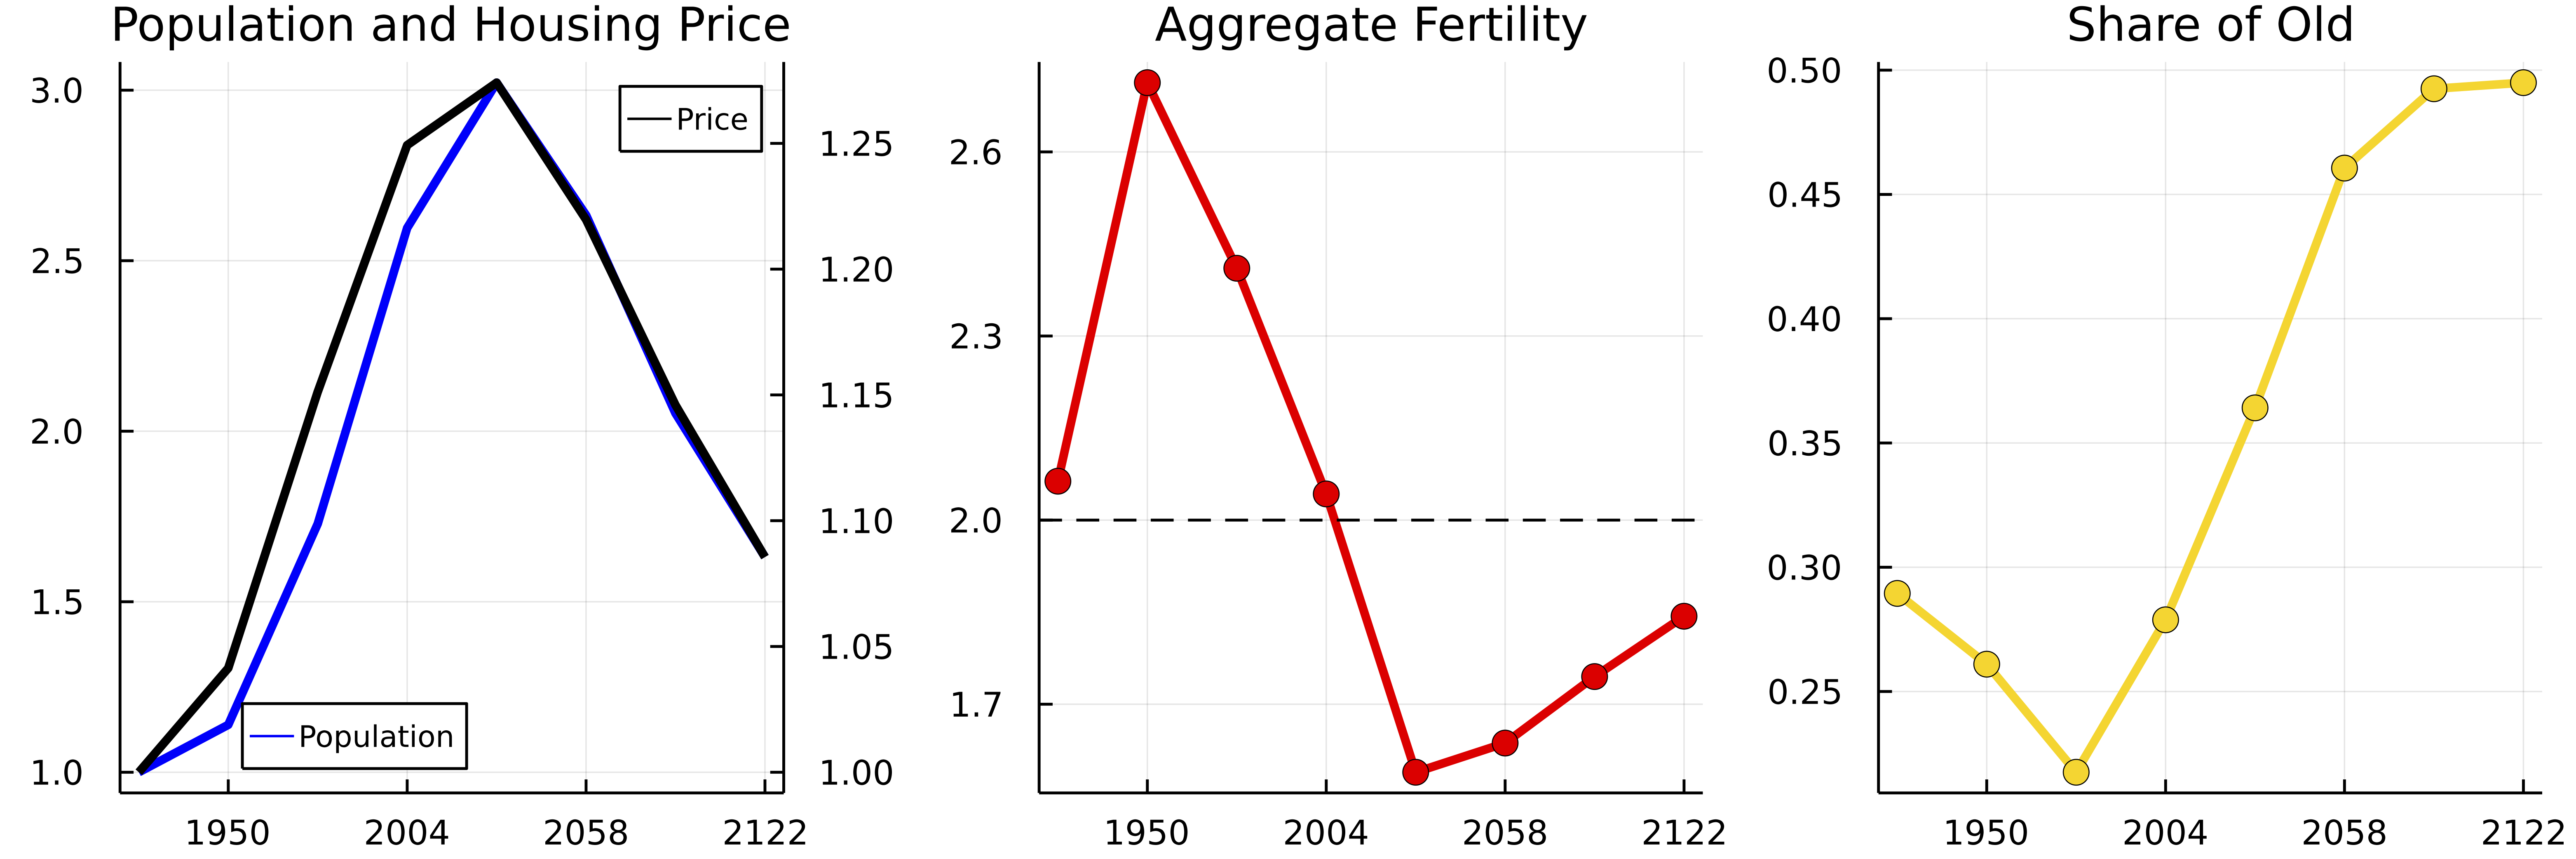 Population and Housing Price
3.0
2.5
2.0
1.5
1.0
Price
Population
1.25
1.20
1.15
1.10
1.05
1.00
1950 2004 2058 2122
Aggregate Fertility
2.6
2.3
2.0
1.7
1950 2004 2058 2122
Share of Old
0.50
0.45
0.40
0.35
0.30
0.25
1950 2004 2058 2122